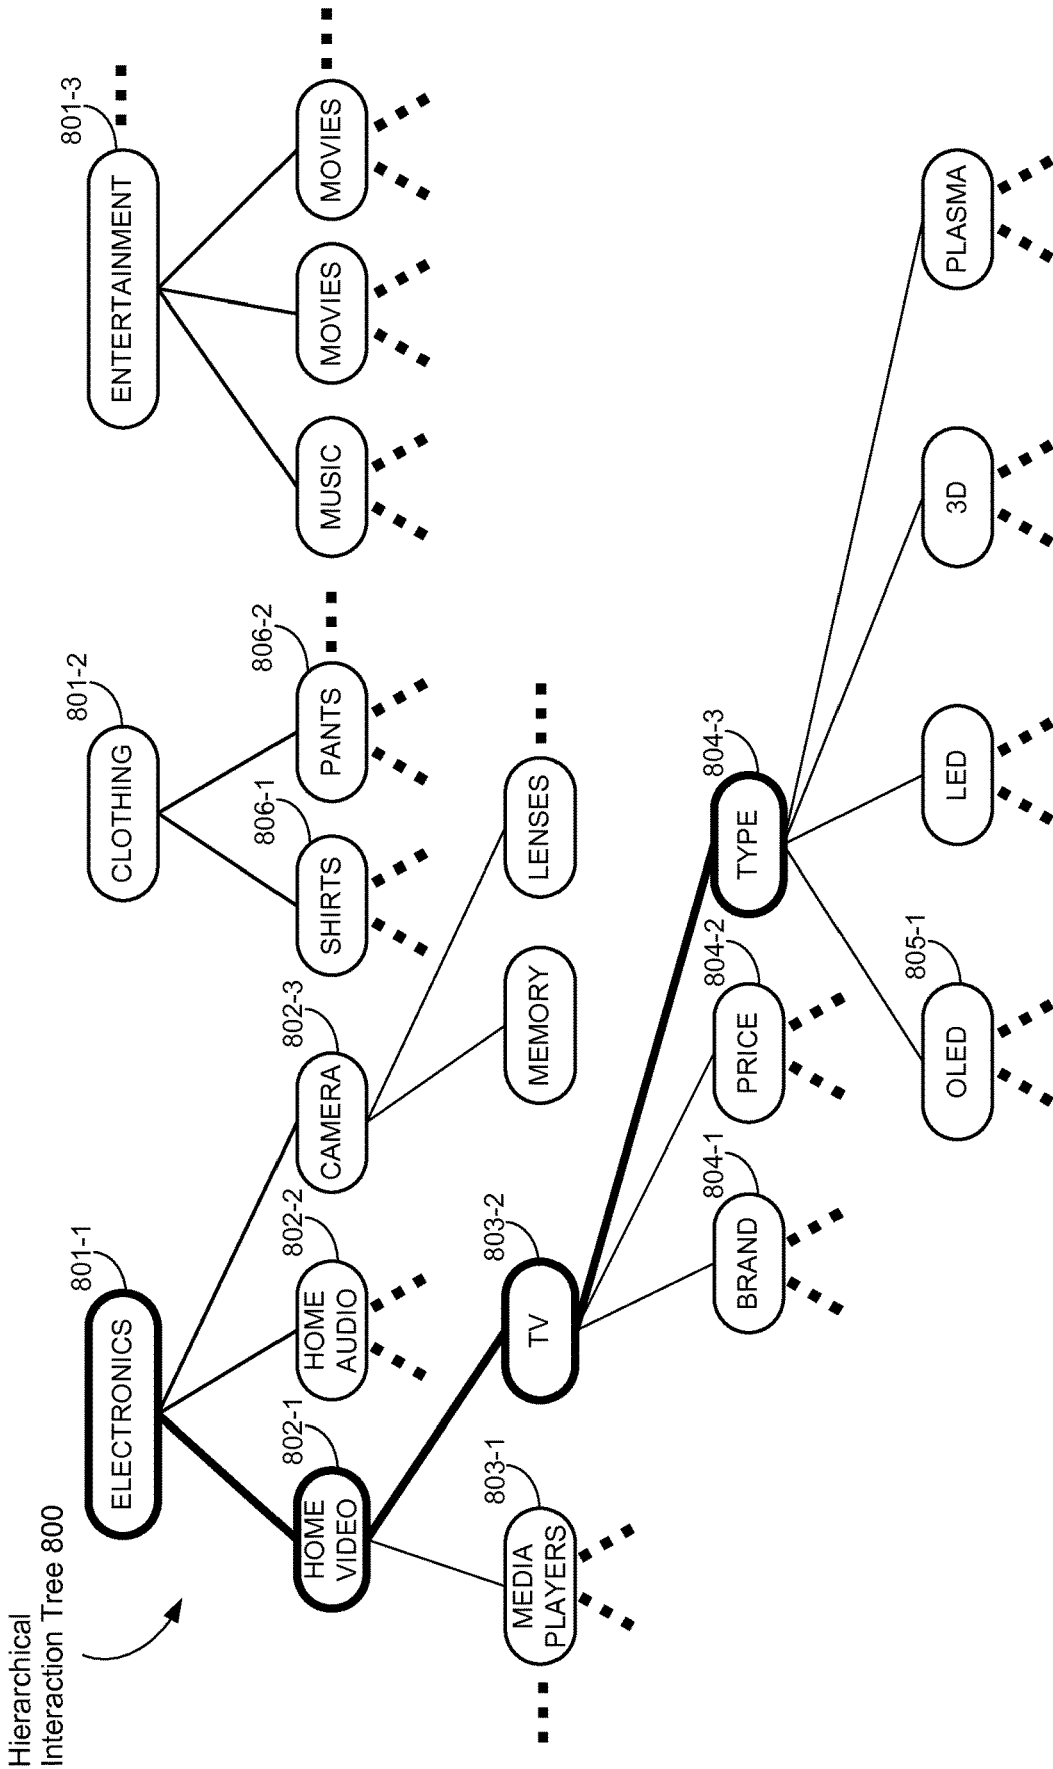 Hierarchical
Interaction Tree 800
801-1
ELECTRONICS
801-2
CLOTHING
801-3
ENTERTAINMENT
802-1
HOME
VIDEO
802-2
HOME
AUDIO
802-3
CAMERA
806-1
SHIRTS
806-2
PANTS
MUSIC
MOVIES
MOVIES
803-1
MEDIA
PLAYERS
803-2
TV
MEMORY
LENSES
804-1
BRAND
804-2
PRICE
804-3
TYPE
805-1
OLED
LED
3D
PLASMA